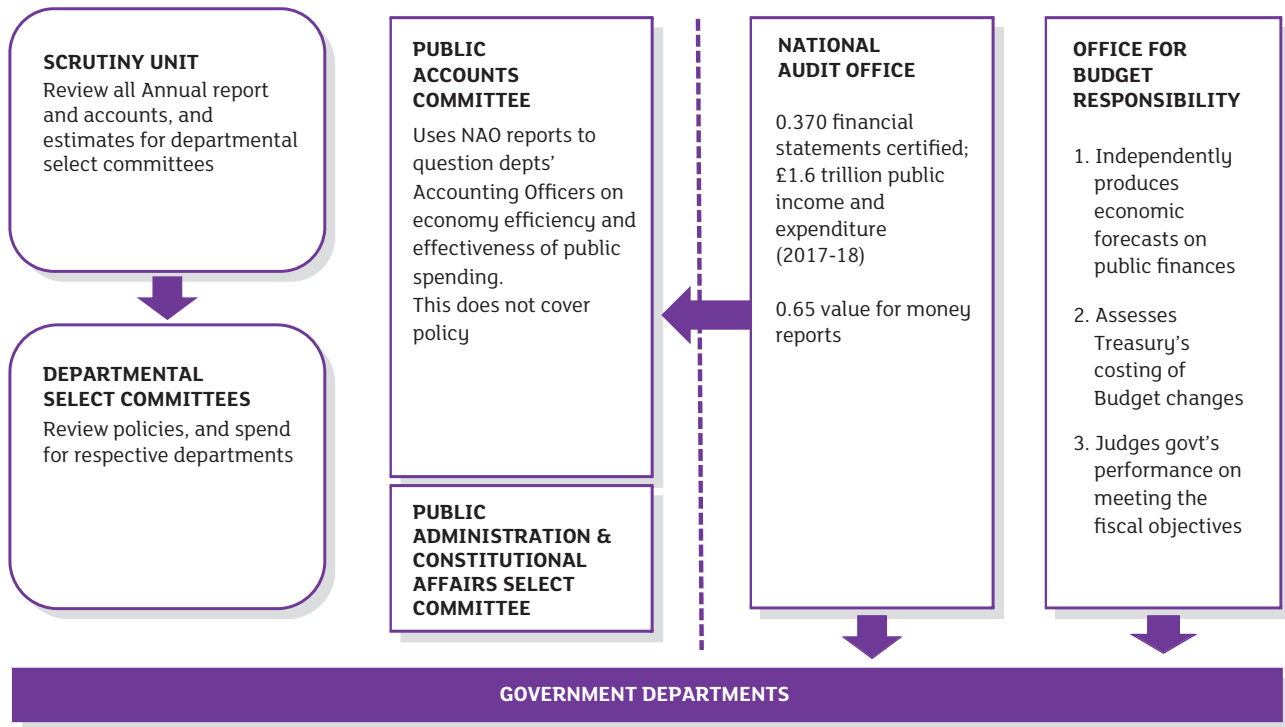 SCRUTINY UNIT
Review all Annual report
and accounts, and
estimates for departmental
select committees
DEPARTMENTAL
SELECT COMMITTEES
Review policies, and spend
for respective departments
PUBLIC
ACCOUNTS
COMMITTEE
Uses NAO reports to
question depts'
Accounting Officers on
economy efficiency and
effectiveness of public
spending.
This does not cover
policy
PUBLIC
ADMINISTRATION &
CONSTITUTIONAL
AFFAIRS SELECT
COMMITTEE
NATIONAL
AUDIT OFFICE
0.370 financial
statements certified;
£1.6 trillion public
income and
expenditure
(2017-18)
0.65 value for money
reports
OFFICE FOR
BUDGET
RESPONSIBILITY
1. Independently
produces
economic
forecasts on
public finances
2. Assesses
Treasury's
costing of
Budget changes
3. Judges govt's
performance on
meeting the
fiscal objectives
GOVERNMENT DEPARTMENTS